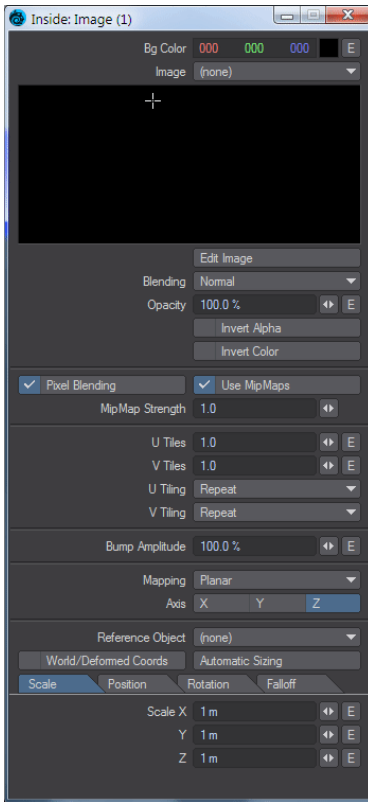 Inside: Image (1)
Bg Color 000 000 000 E
Image (none)
Edit Image
Blending Normal
Opacity 100.0 % E
Invert Alpha
Invert Color
Pixel Blending Use MipMaps
MipMap Strength 1.0
U Tiles 1.0 E
V Tiles 1.0 E
U Tiling Repeat
V Tiling Repeat
Bump Amplitude 100.0 % E
Mapping Planar
Axis X Y Z
Reference Object (none)
World/Deformed Coords Automatic Sizing
Scale Position Rotation Falloff
Scale X 1 m E
Y 1 m E
Z 1 m E